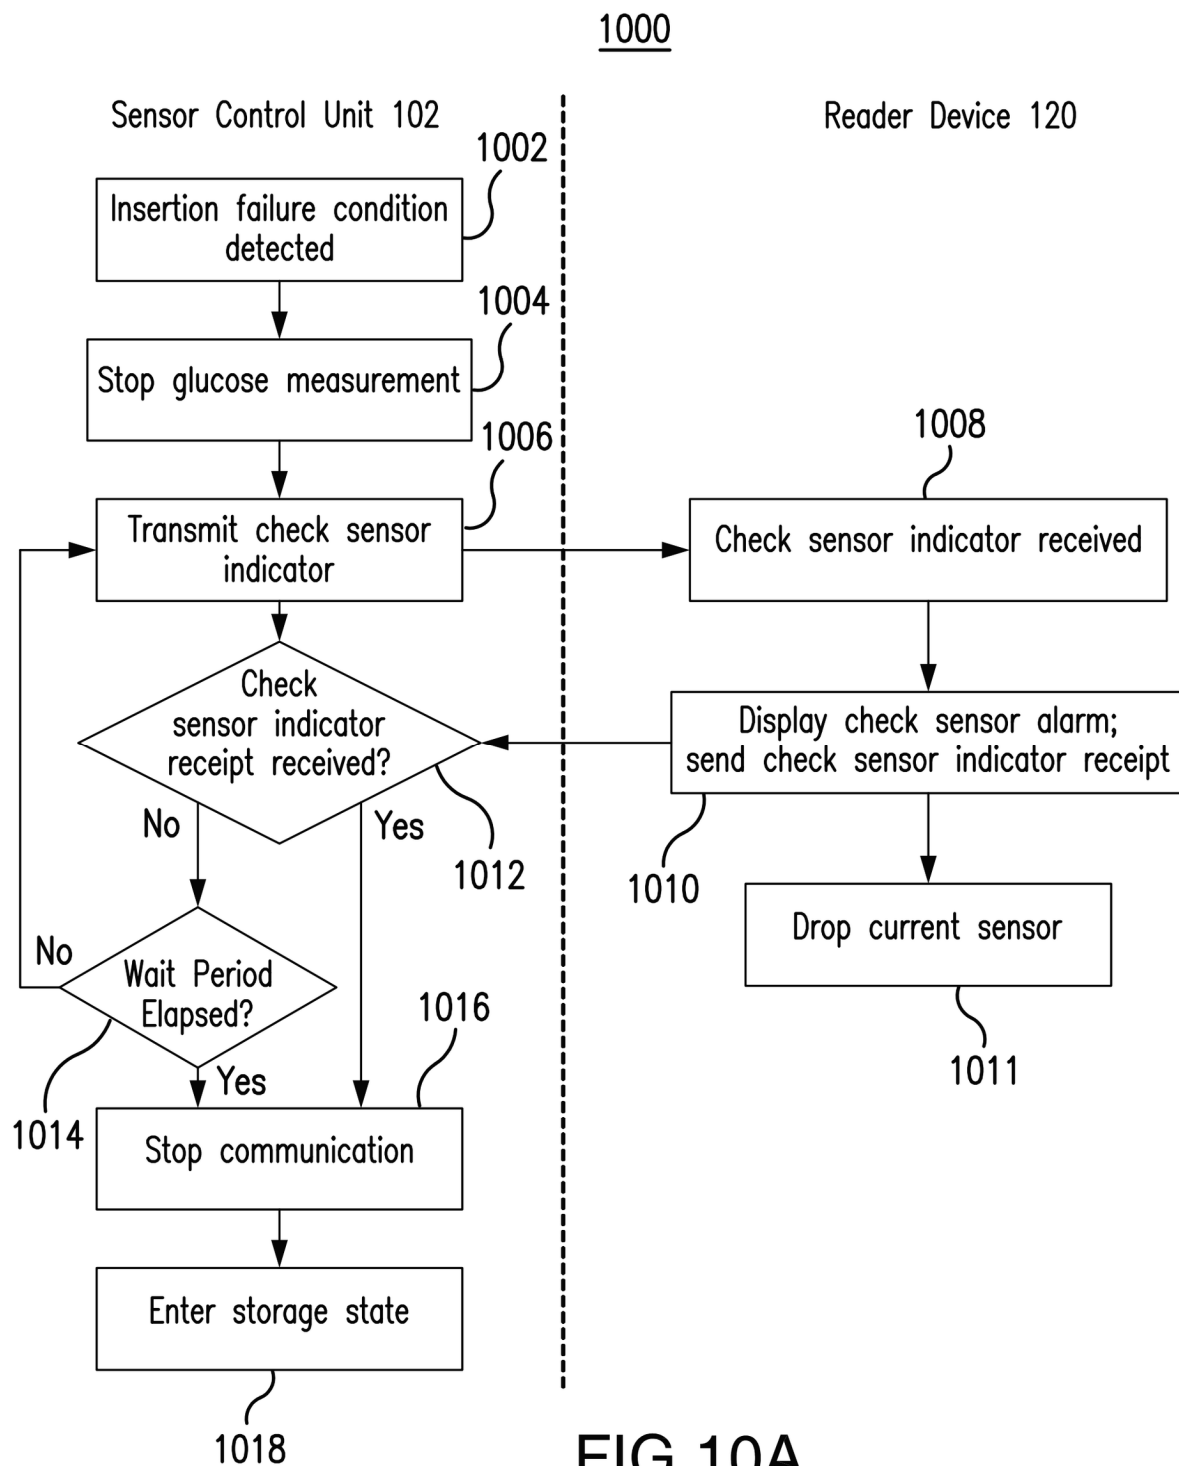 1000
Sensor Control Unit 102
Reader Device 120
1002
Insertion failure condition
detected
1004
Stop glucose measurement
1006
1008
Transmit check sensor
indicator
Check sensor indicator received
Check
sensor indicator
receipt received?
Display check sensor alarm;
send check sensor indicator receipt
No
Yes
1012
1010
Drop current sensor
No
Wait Period
Elapsed?
1016
1011
Yes
1014
Stop communication
Enter storage state
1018
FIG.10A